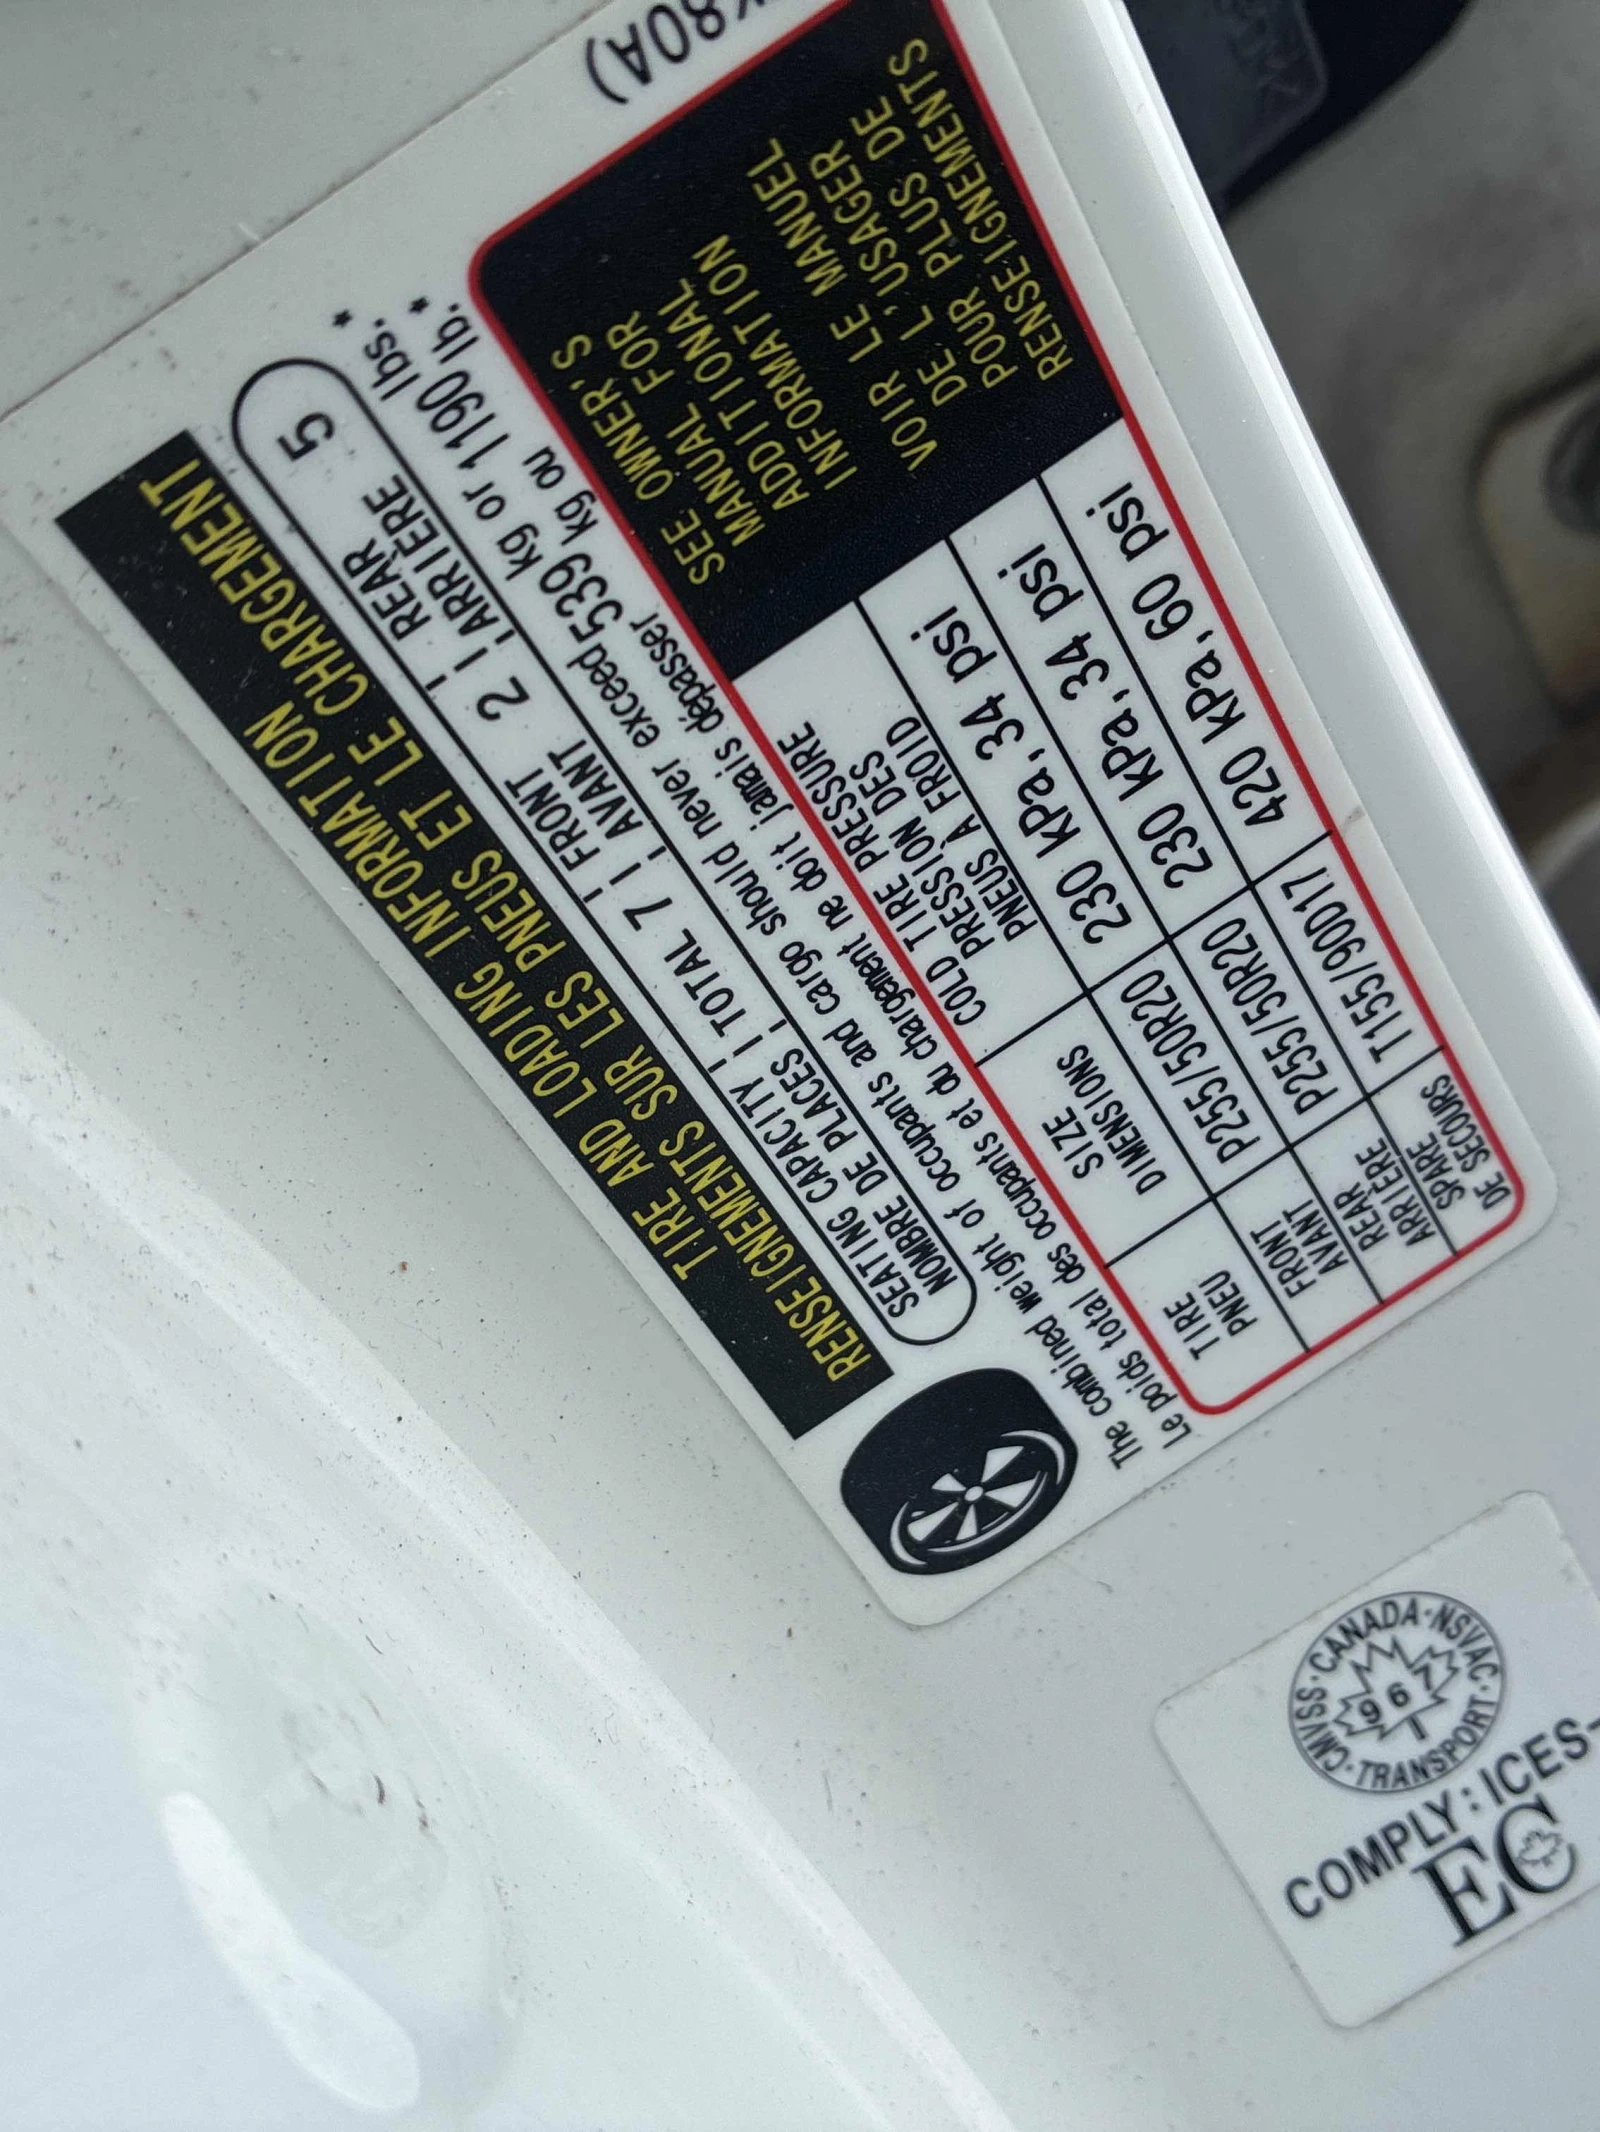 K80A)
TIRE AND LOADING INFORMATION
RENSEIGNEMENTS SUR LES PNEUS ET LE CHARGEMENT
SEATING CAPACITY | TOTAL 7 | FRONT 2 | REAR 5
NOMBRE DE PLACES | AVANT | ARRIERE
The combined weight of occupants and cargo should never exceed 539 kg or 1190 lbs.*
Le poids total des occupants et du chargement ne doit jamais dépasser 539 kg ou 1190 lb.*
TIRE
PNEU
SIZE
DIMENSIONS
COLD TIRE PRESSURE
PRESSION DES
PNEUS À FROID
FRONT
AVANT
P255/50R20
230 kPa, 34 psi
REAR
ARRIÈRE
P255/50R20
230 kPa, 34 psi
SPARE
DE SECOURS
T155/90D17
420 kPa, 60 psi
SEE OWNER'S
MANUAL FOR
ADDITIONAL
INFORMATION
VOIR LE MANUEL
DE L'USAGER
POUR PLUS DE
RENSEIGNEMENTS
CMVSS·CANADA·NSVAC·TRANSPORT·
1967
COMPLY:ICES-
EC